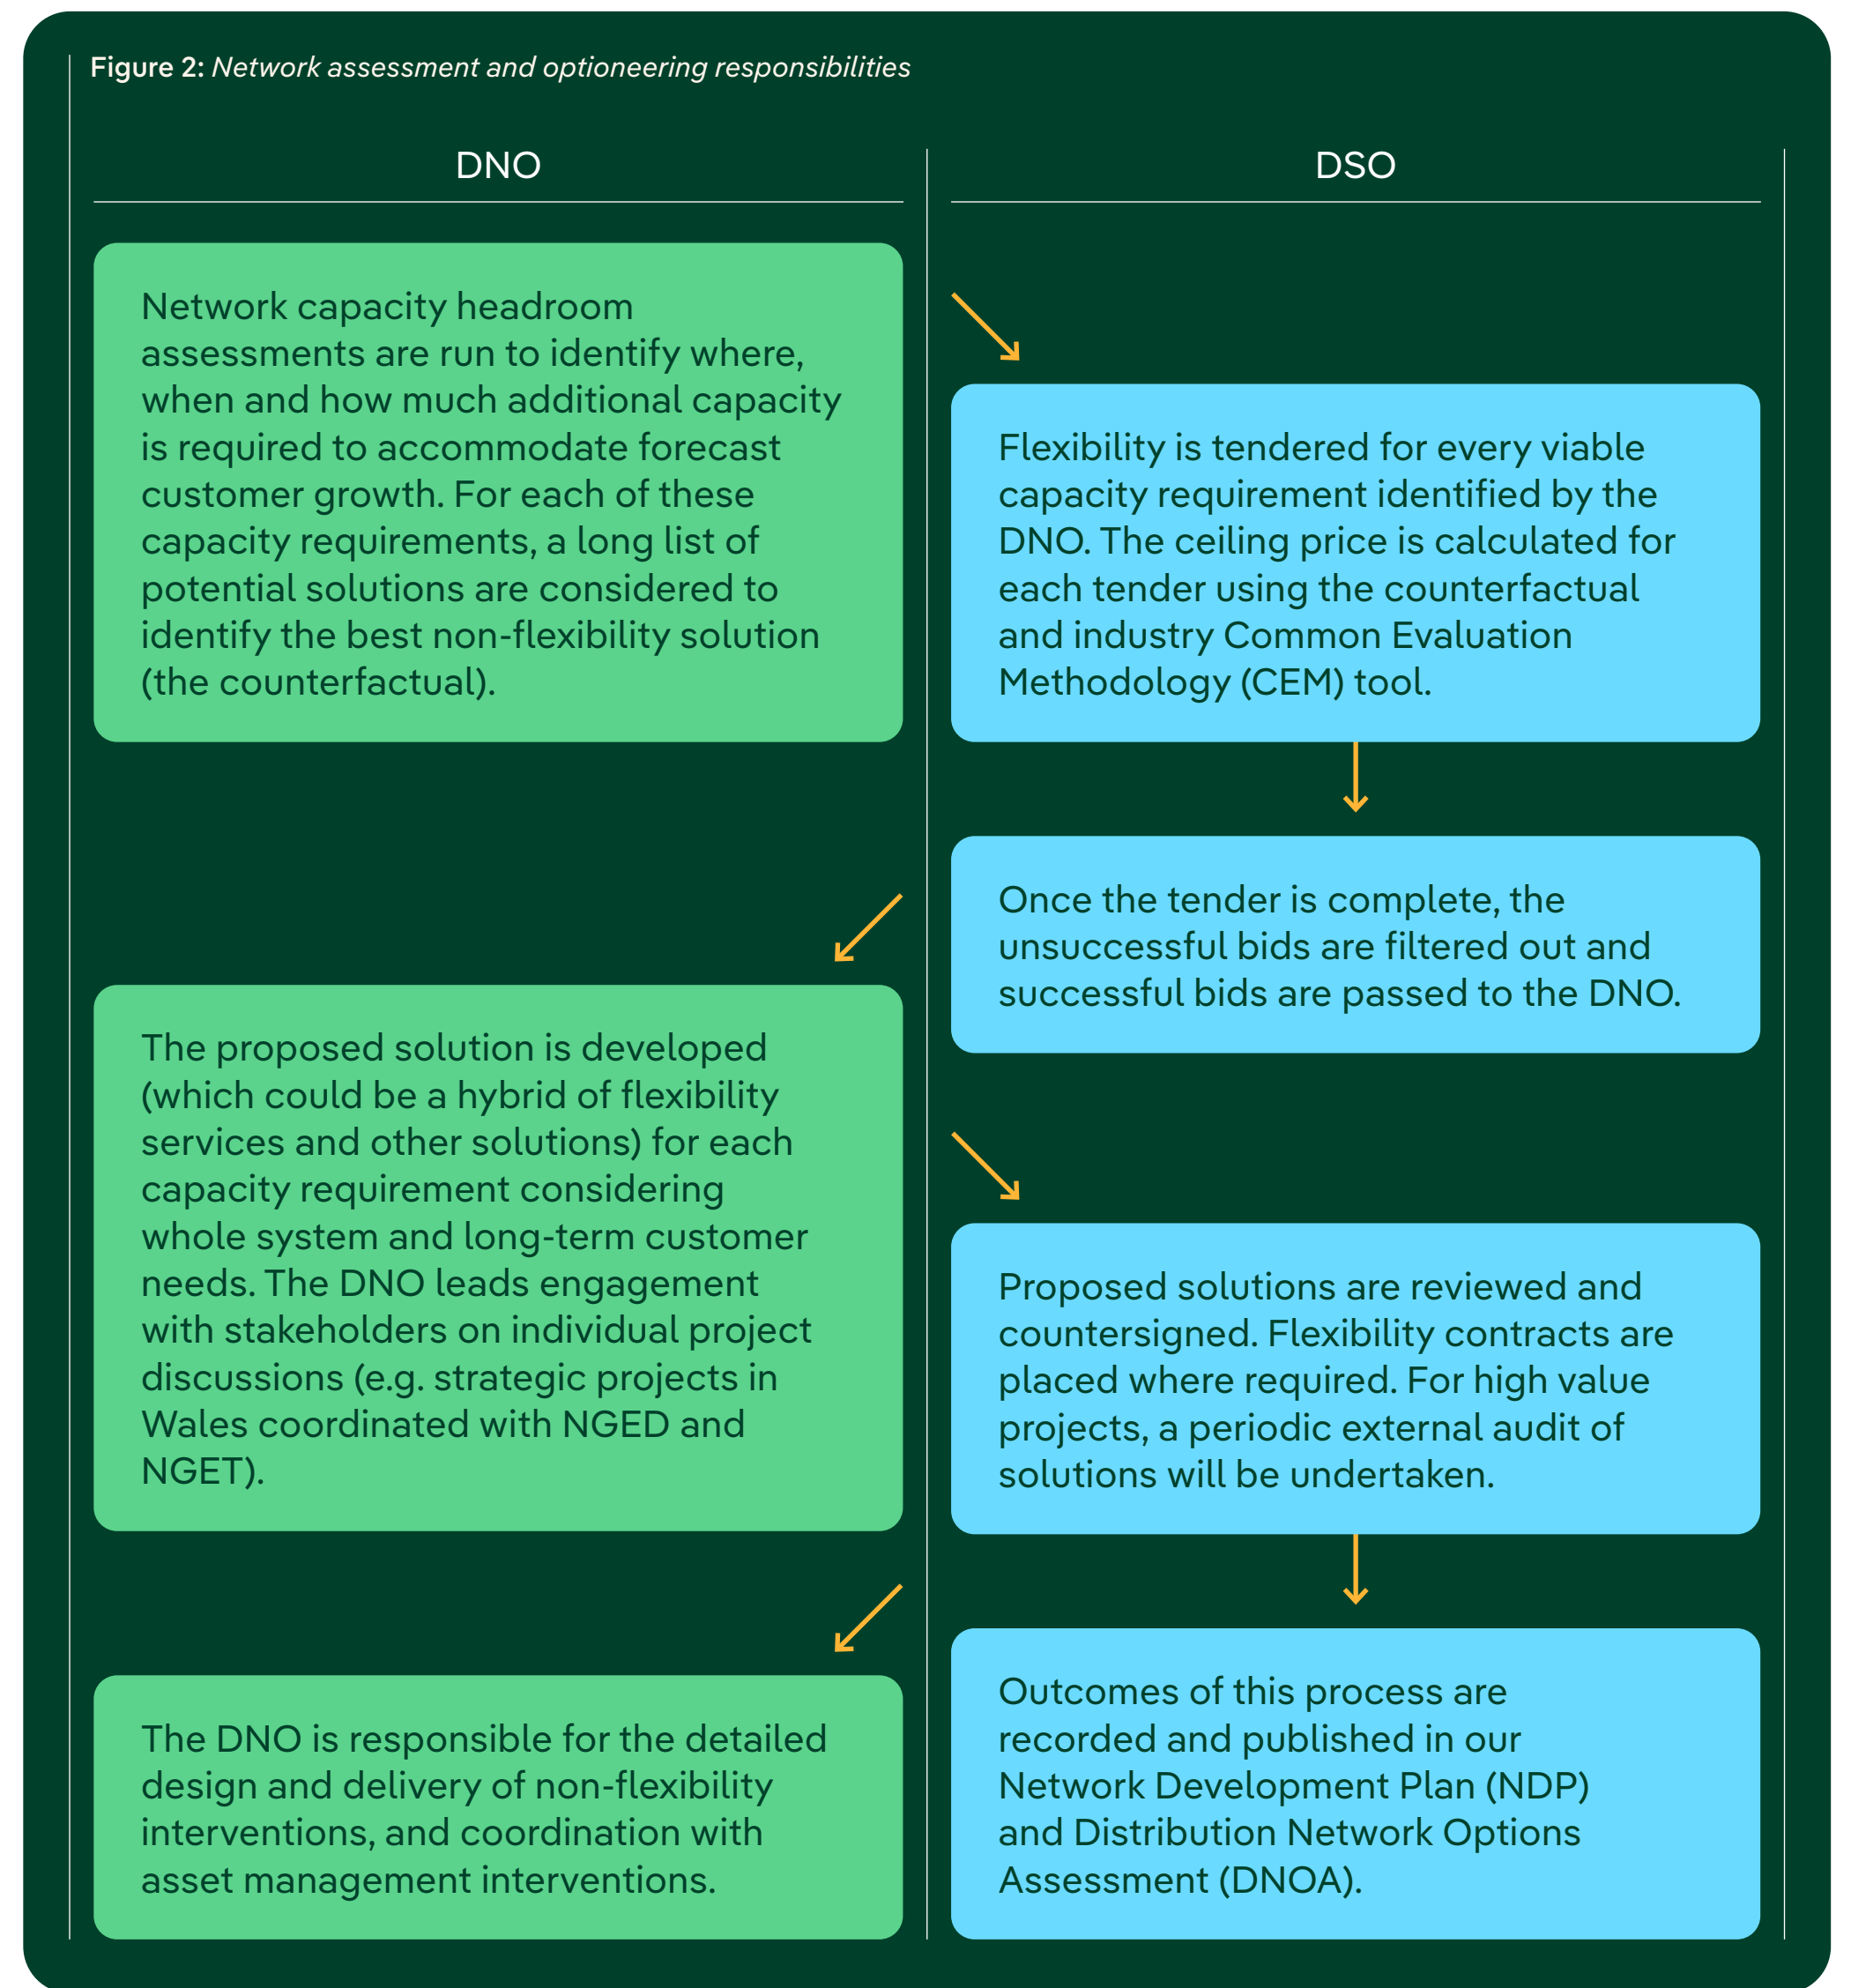 Figure 2: Network assessment and optioneering responsibilities
DNO
DSO
Network capacity headroom
assessments are run to identify where,
when and how much additional capacity
is required to accommodate forecast
customer growth. For each of these
capacity requirements, a long list of
potential solutions are considered to
identify the best non-flexibility solution
(the counterfactual).
Flexibility is tendered for every viable
capacity requirement identified by the
DNO. The ceiling price is calculated for
each tender using the counterfactual
and industry Common Evaluation
Methodology (CEM) tool.
Once the tender is complete, the
unsuccessful bids are filtered out and
successful bids are passed to the DNO.
The proposed solution is developed
(which could be a hybrid of flexibility
services and other solutions) for each
capacity requirement considering
whole system and long-term customer
needs. The DNO leads engagement
with stakeholders on individual project
discussions (e.g. strategic projects in
Wales coordinated with NGED and
NGET).
Proposed solutions are reviewed and
countersigned. Flexibility contracts are
placed where required. For high value
projects, a periodic external audit of
solutions will be undertaken.
The DNO is responsible for the detailed
design and delivery of non-flexibility
interventions, and coordination with
asset management interventions.
Outcomes of this process are
recorded and published in our
Network Development Plan (NDP)
and Distribution Network Options
Assessment (DNOA).